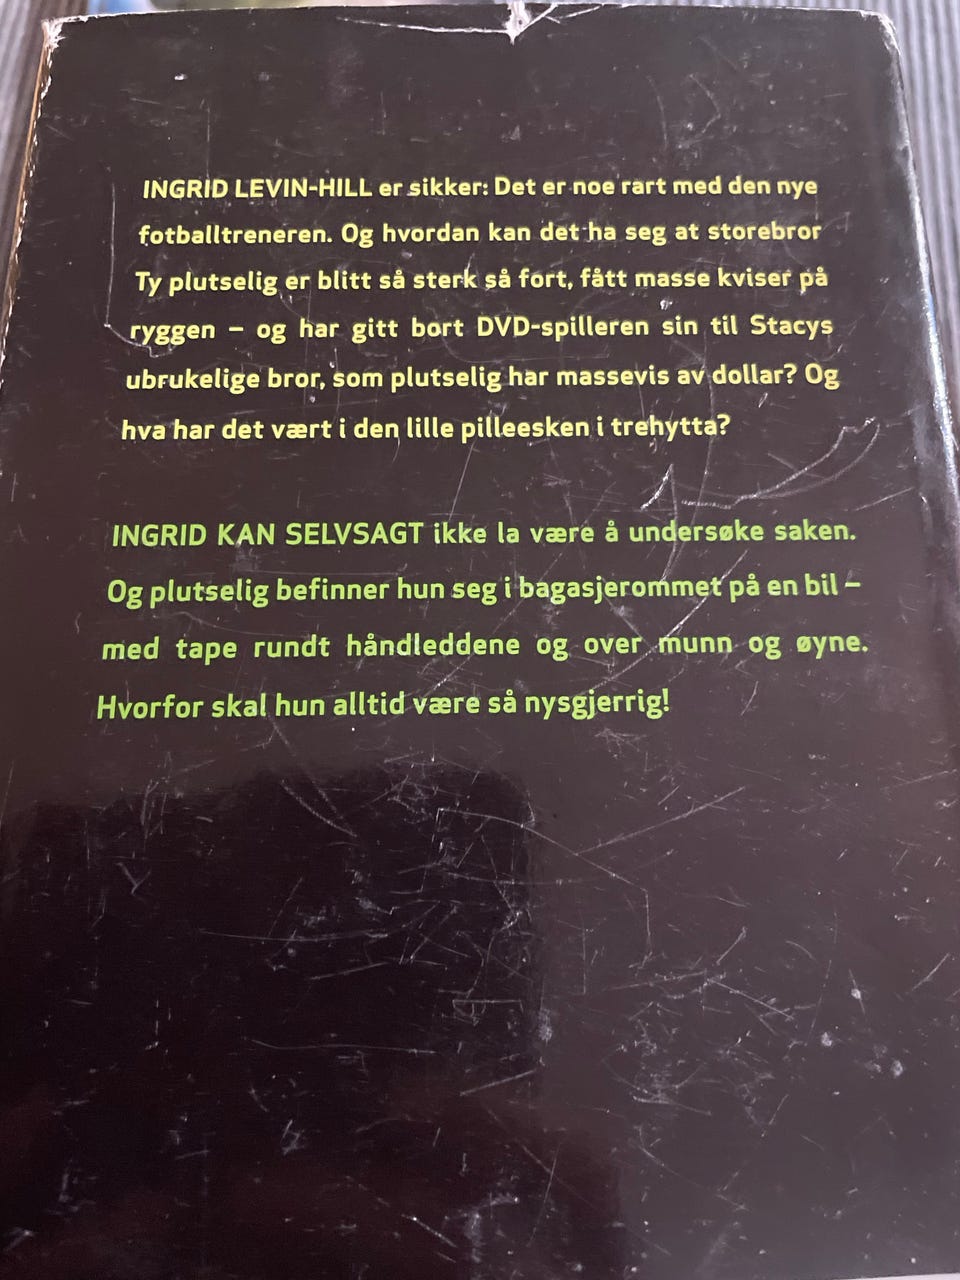 INGRID LEVIN-HILL er sikker: Det er noe rart med den nye
fotballtreneren. Og hvordan kan det ha seg at storebror
Ty plutselig er blitt så sterk så fort, fått masse kviser på
ryggen – og har gitt bort DVD-spilleren sin til Stacys
ubrukelige bror, som plutselig har massevis av dollar? Og
hva har det vært i den lille pilleesken i trehytta?
INGRID KAN SELVSAGT ikke la være å undersøke saken.
Og plutselig befinner hun seg i bagasjerommet på en bil –
med tape rundt håndleddene og over munn og øyne.
Hvorfor skal hun alltid være så nysgjerrig!